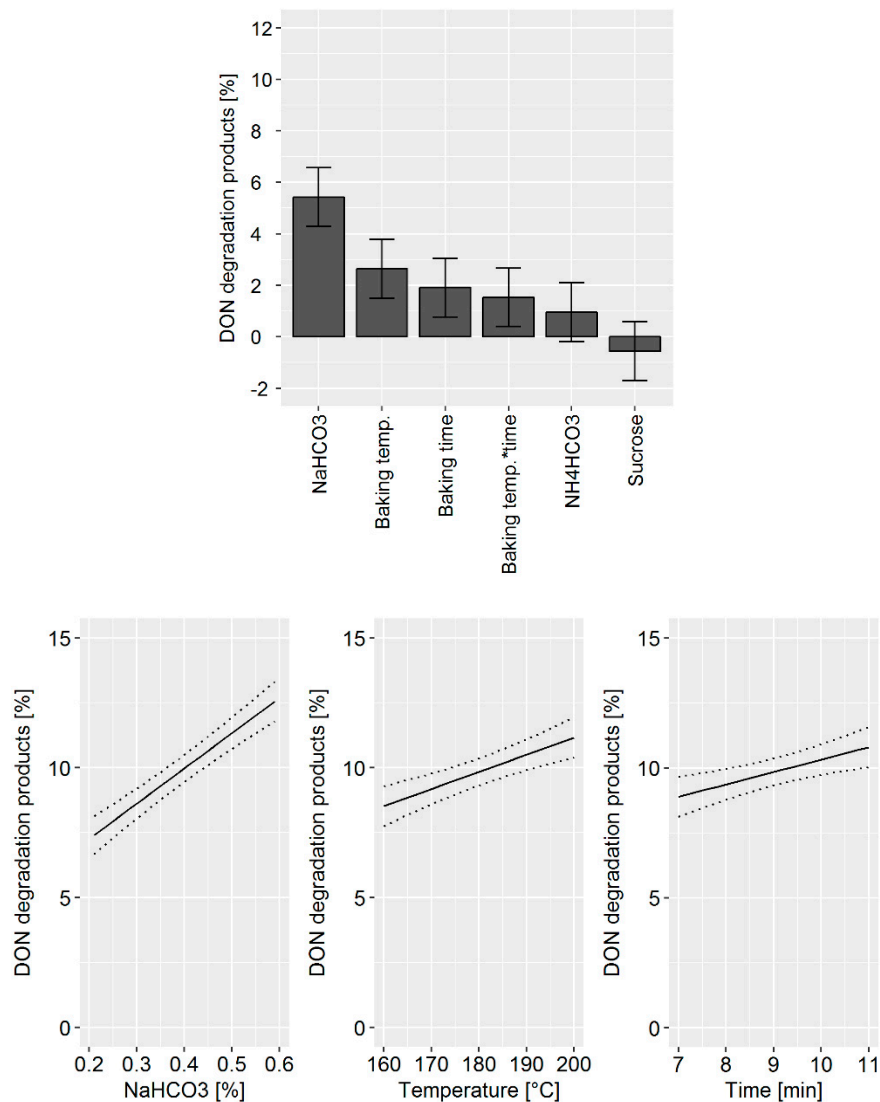 DON degradation products [%]
12
10
8
6
4
2
0
-2
NaHCO3
Baking temp.
Baking time
Baking temp.*time
NH4HCO3
Sucrose
DON degradation products [%]
15
10
5
0
0.2 0.3 0.4 0.5 0.6
NaHCO3 [%]
DON degradation products [%]
15
10
5
0
160 170 180 190 200
Temperature [°C]
DON degradation products [%]
15
10
5
0
7 8 9 10 11
Time [min]